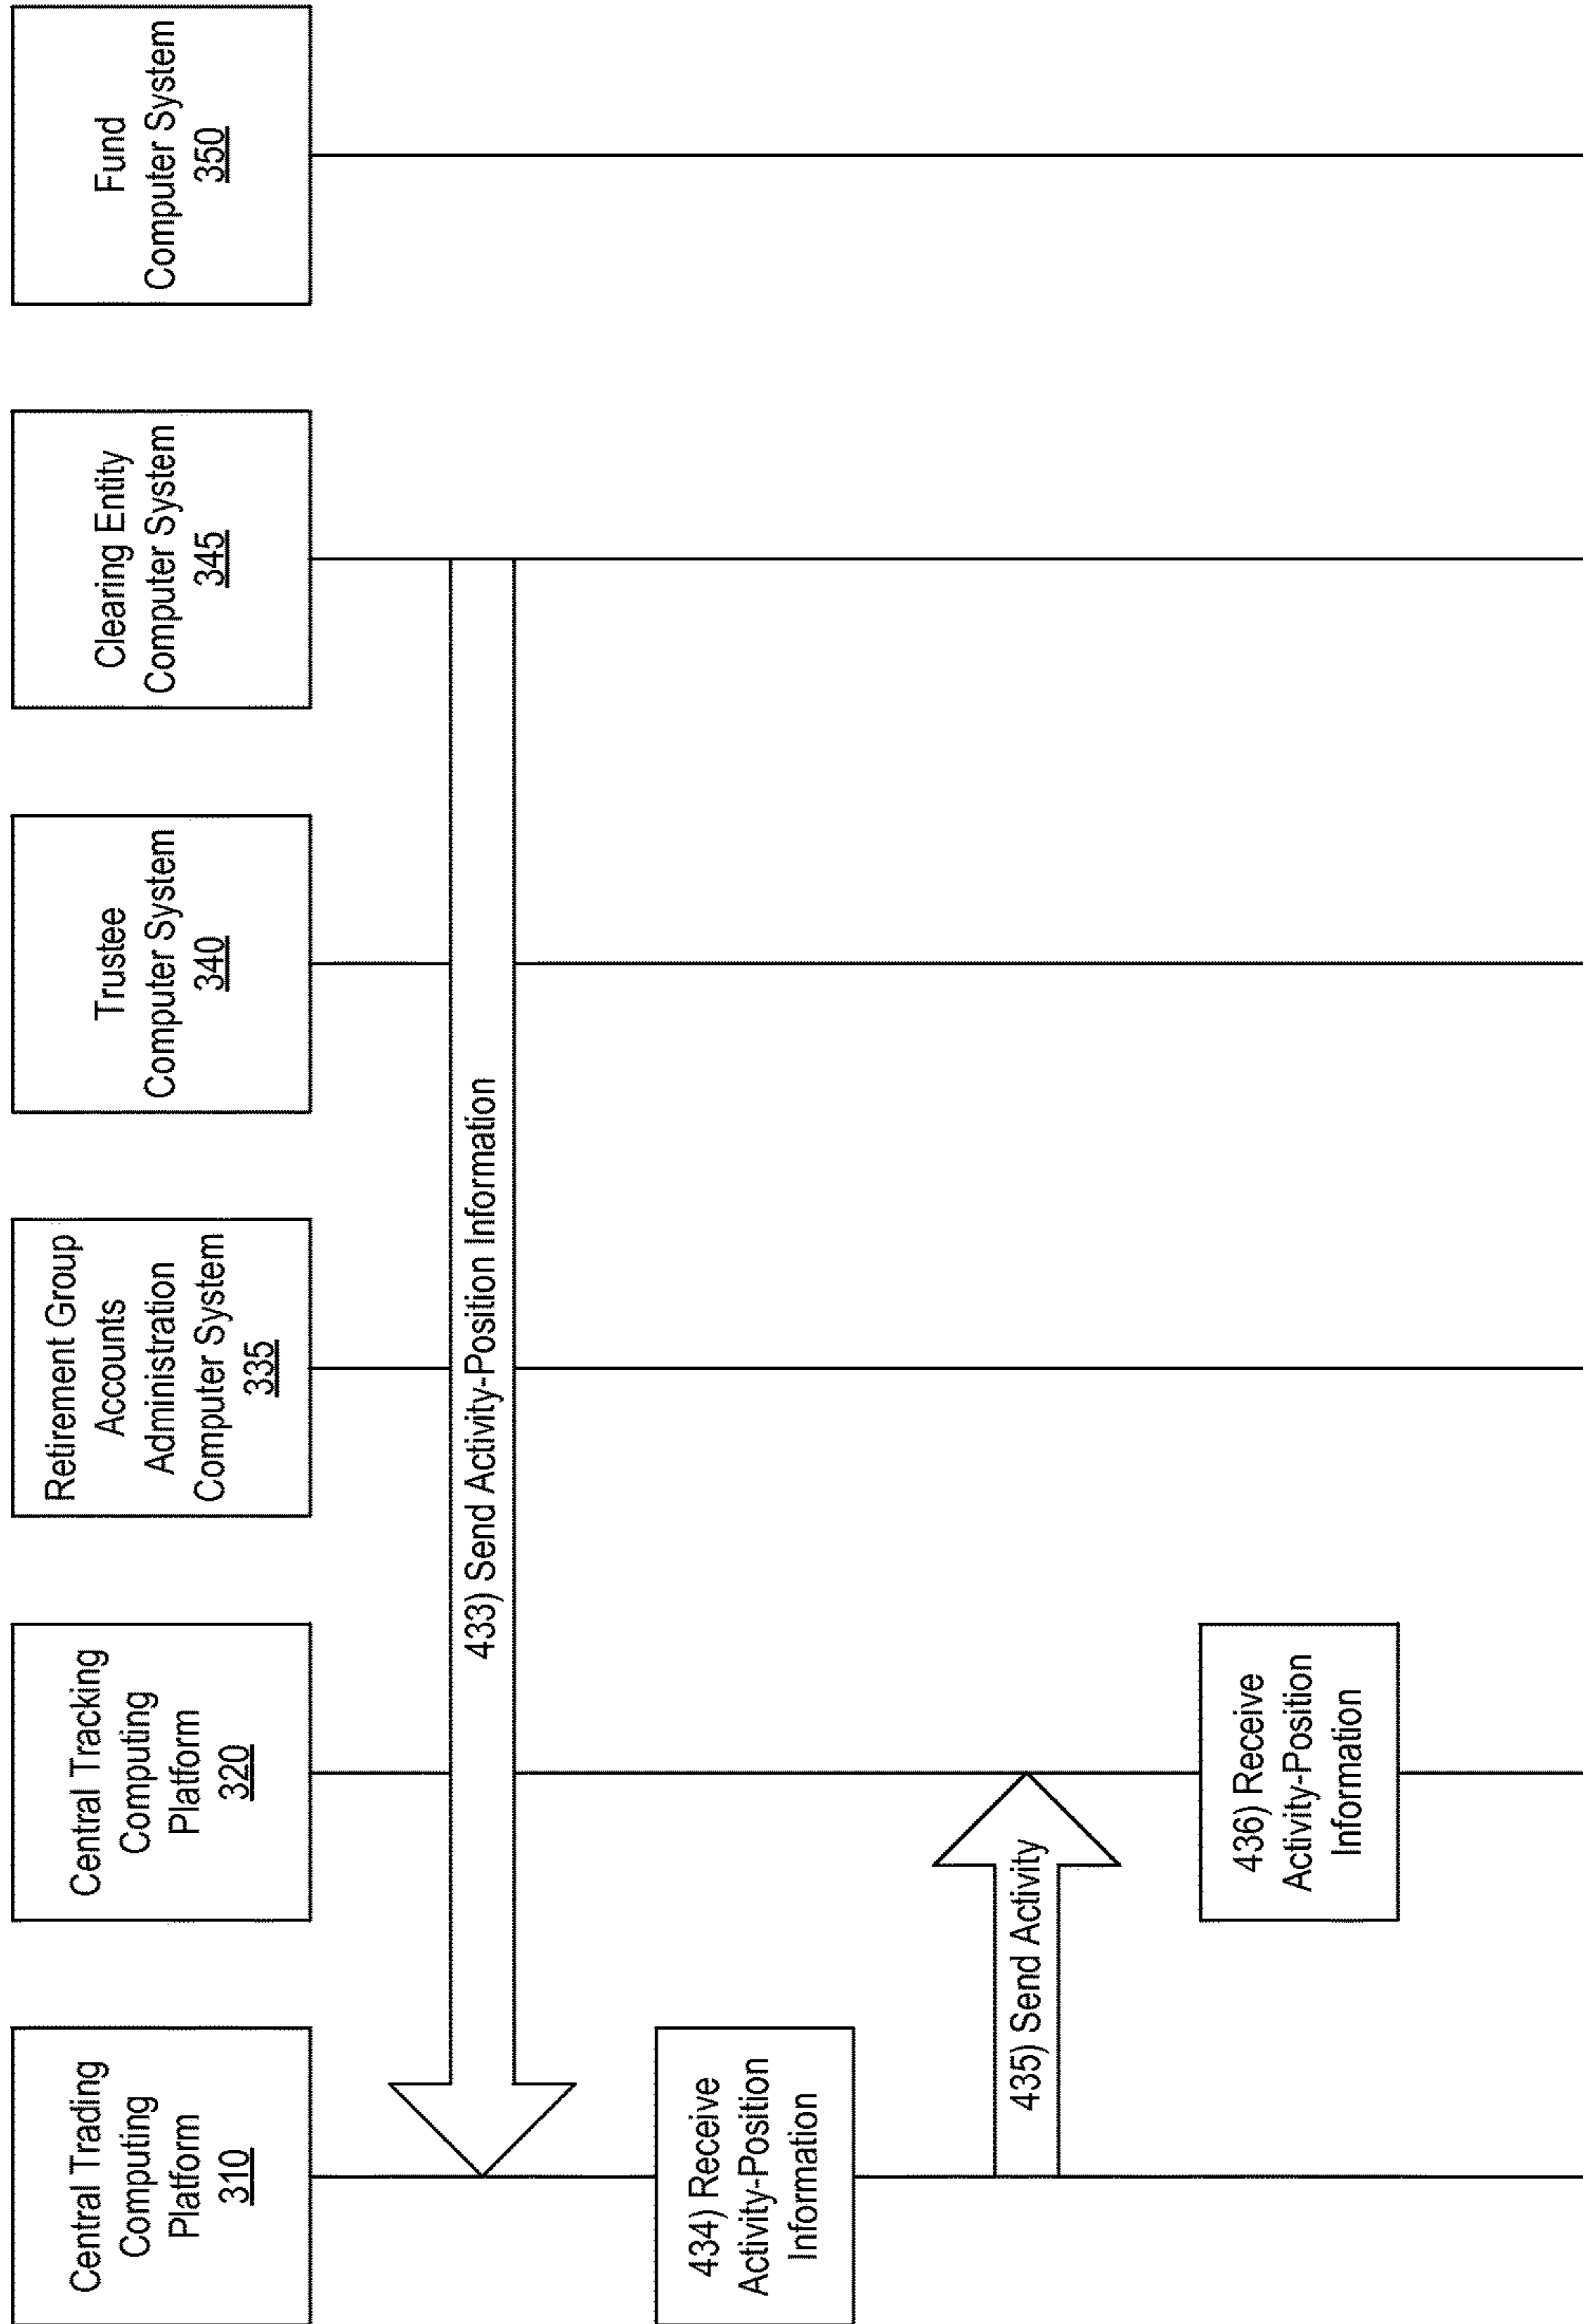 Central Trading
Computing
Platform
310
Central Tracking
Computing
Platform
320
Retirement Group
Accounts
Administration
Computer System
335
Trustee
Computer System
340
Clearing Entity
Computer System
345
Fund
Computer System
350
433) Send Activity-Position Information
434) Receive
Activity-Position
Information
435) Send Activity
436) Receive
Activity-Position
Information